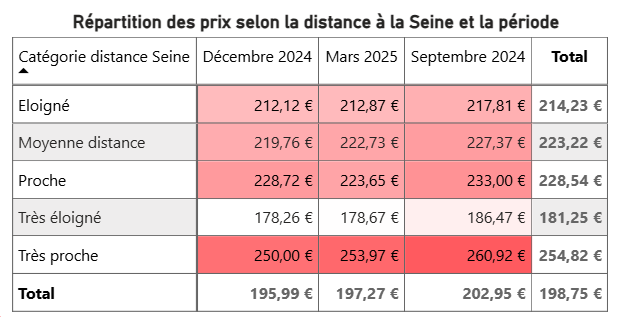 Répartition des prix selon la distance à la Seine et la période
Catégorie distance Seine Décembre 2024 Mars 2025 Septembre 2024 Total
Eloigné 212,12 € 212,87 € 217,81 € 214,23 €
Moyenne distance 219,76 € 222,73 € 227,37 € 223,22 €
Proche 228,72 € 223,65 € 233,00 € 228,54 €
Très éloigné 178,26 € 178,67 € 186,47 € 181,25 €
Très proche 250,00 € 253,97 € 260,92 € 254,82 €
Total 195,99 € 197,27 € 202,95 € 198,75 €